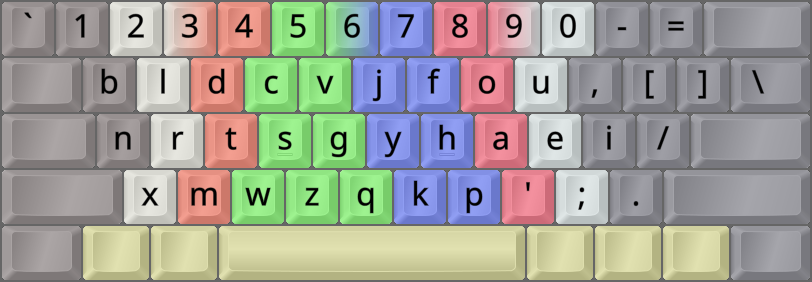 ` 1 2 3 4 5 6 7 8 9 0 - =
b l d c v j f o u , [ ] \
n r t s g y h a e i /
x m w z q k p ' ; .